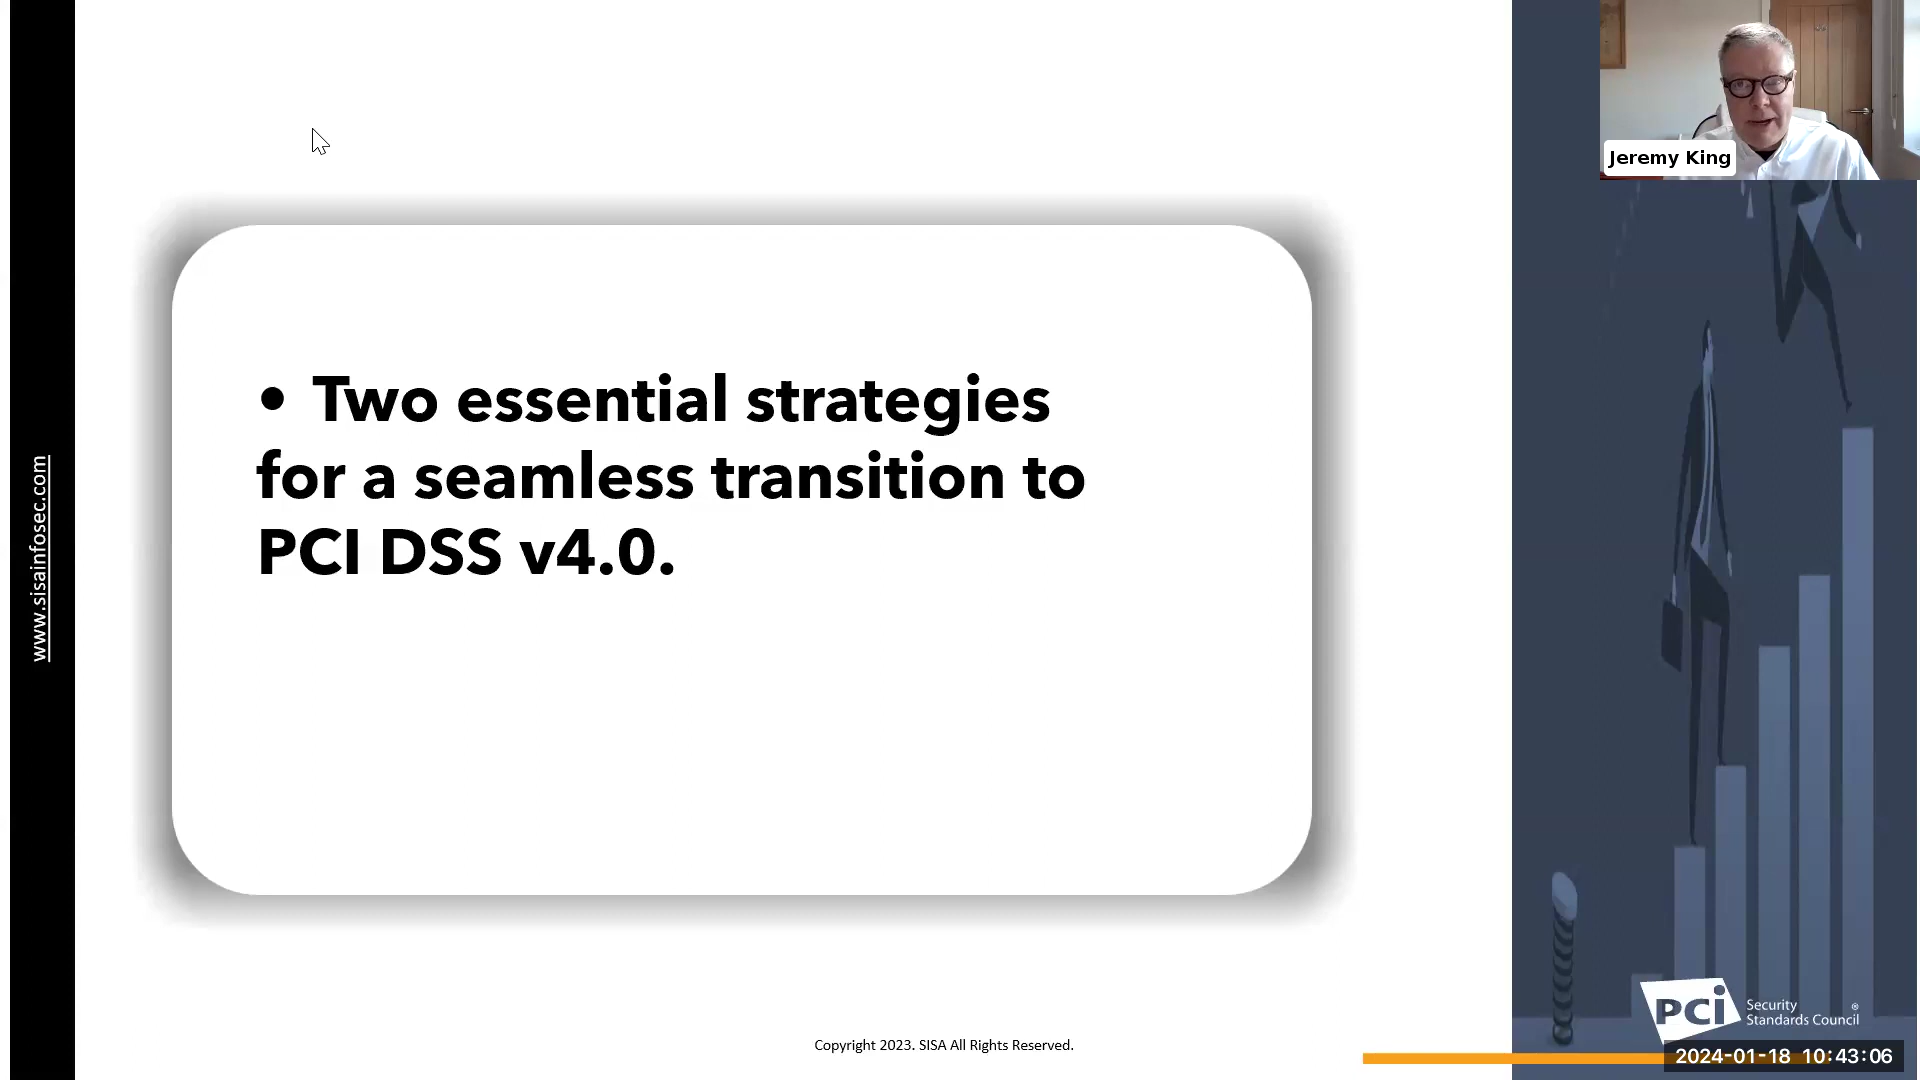 Jeremy King
• Two essential strategies
for a seamless transition to
PCI DSS v4.0.
www.sisainfosec.com
PCi Security
Standards Council ®
Copyright 2023. SISA All Rights Reserved.
2024-01-18 10:43:06